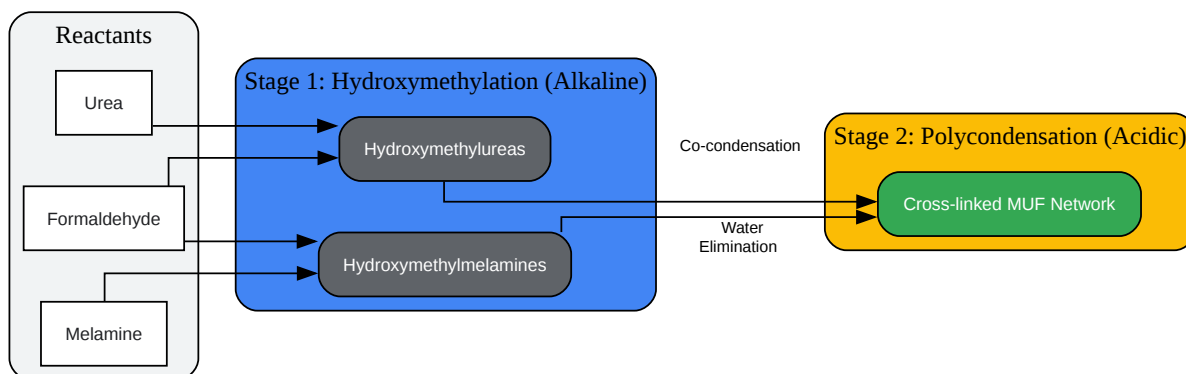 Reactants
Urea
Formaldehyde
Melamine
Stage 1: Hydroxymethylation (Alkaline)
Hydroxymethylureas
Hydroxymethylmelamines
Co-condensation
Water
Elimination
Stage 2: Polycondensation (Acidic)
Cross-linked MUF Network